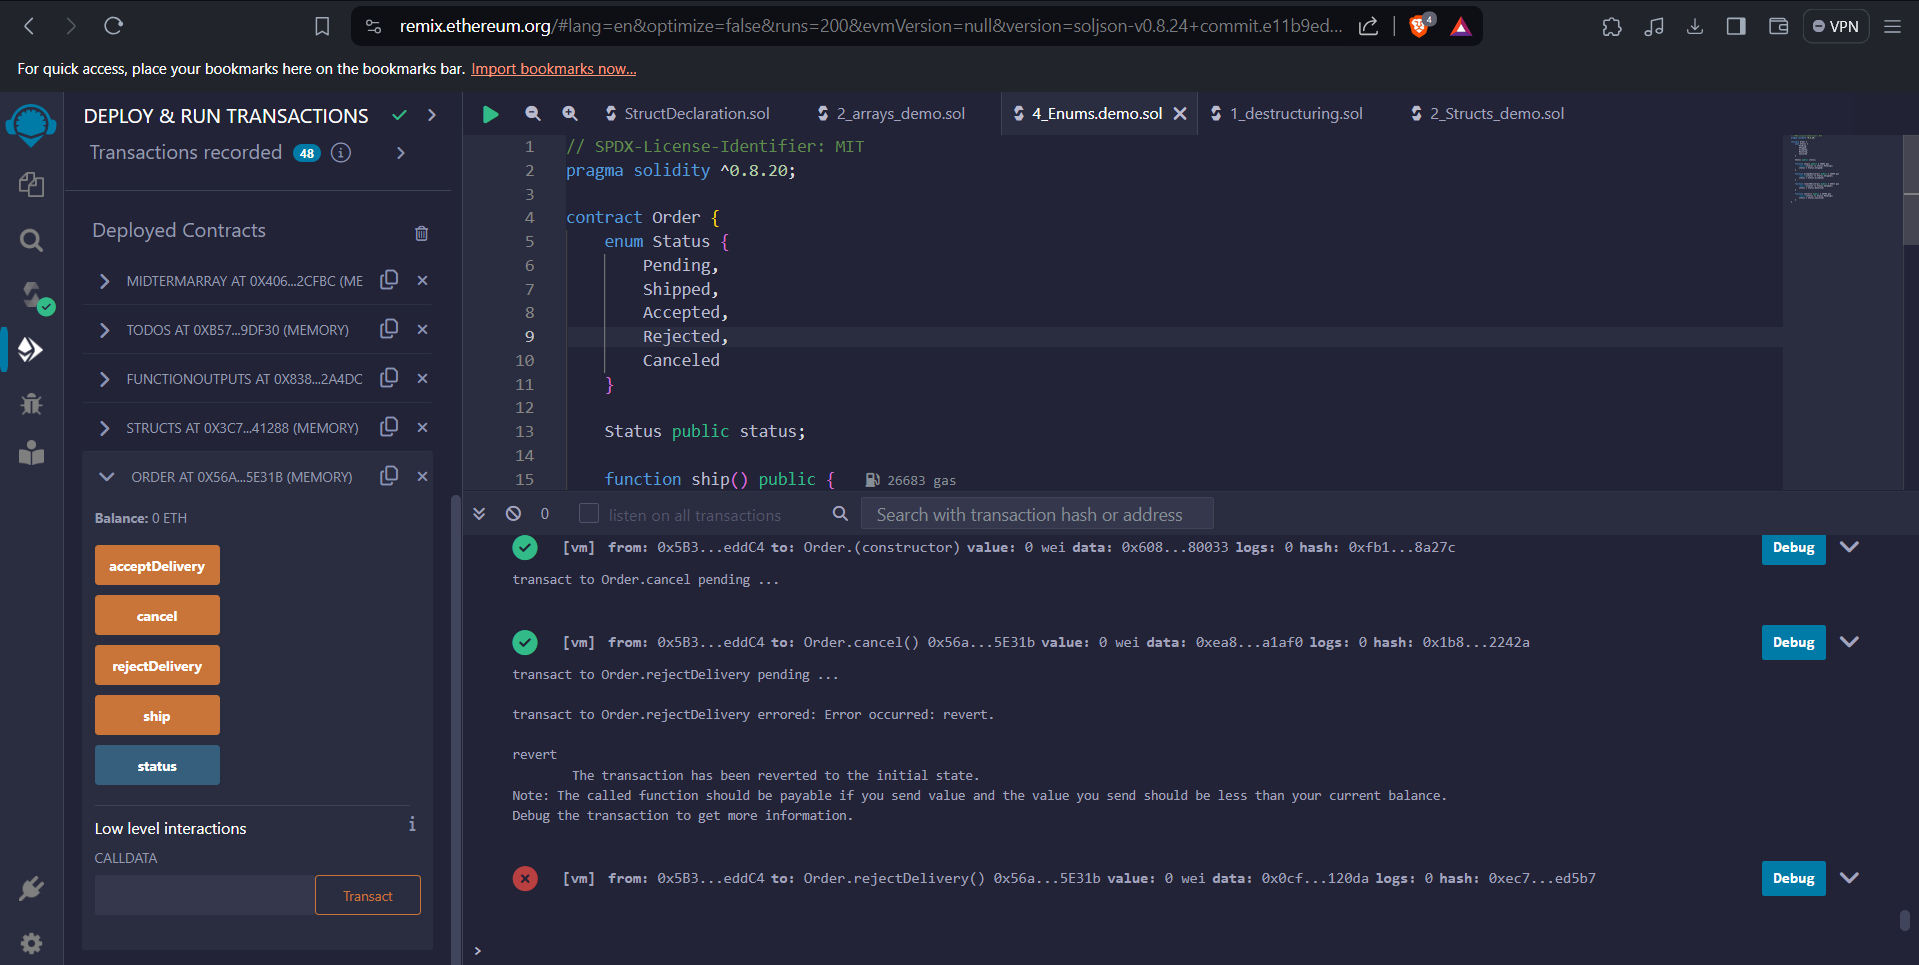 remix.ethereum.org/#lang=en&optimize=false&runs=200&evmVersion=null&version=soljson-v0.8.24+commit.e11b9ed...
4
VPN
For quick access, place your bookmarks here on the bookmarks bar. Import bookmarks now...
DEPLOY & RUN TRANSACTIONS
Transactions recorded 48 i
Deployed Contracts
MIDTERMARRAY AT 0X406...2CFBC (ME
TODOS AT 0XB57...9DF30 (MEMORY)
FUNCTIONOUTPUTS AT 0X838...2A4DC
STRUCTS AT 0X3C7...41288 (MEMORY)
ORDER AT 0X56A...5E31B (MEMORY)
Balance: 0 ETH
acceptDelivery
cancel
rejectDelivery
ship
status
Low level interactions
i
CALLDATA
Transact
StructDeclaration.sol
2_arrays_demo.sol
4_Enums.demo.sol
1_destructuring.sol
2_Structs_demo.sol
1 // SPDX-License-Identifier: MIT
2 pragma solidity ^0.8.20;
3
4 contract Order {
5 enum Status {
6 Pending,
7 Shipped,
8 Accepted,
9 Rejected,
10 Canceled
11 }
12
13 Status public status;
14
15 function ship() public { 26683 gas
0
listen on all transactions
Search with transaction hash or address
[vm] from: 0x5B3...eddC4 to: Order.(constructor) value: 0 wei data: 0x608...80033 logs: 0 hash: 0xfb1...8a27c
Debug
transact to Order.cancel pending ...
[vm] from: 0x5B3...eddC4 to: Order.cancel() 0x56a...5E31b value: 0 wei data: 0xea8...a1af0 logs: 0 hash: 0x1b8...2242a
Debug
transact to Order.rejectDelivery pending ...
transact to Order.rejectDelivery errored: Error occurred: revert.
revert
The transaction has been reverted to the initial state.
Note: The called function should be payable if you send value and the value you send should be less than your current balance.
Debug the transaction to get more information.
[vm] from: 0x5B3...eddC4 to: Order.rejectDelivery() 0x56a...5E31b value: 0 wei data: 0x0cf...120da logs: 0 hash: 0xec7...ed5b7
Debug
>